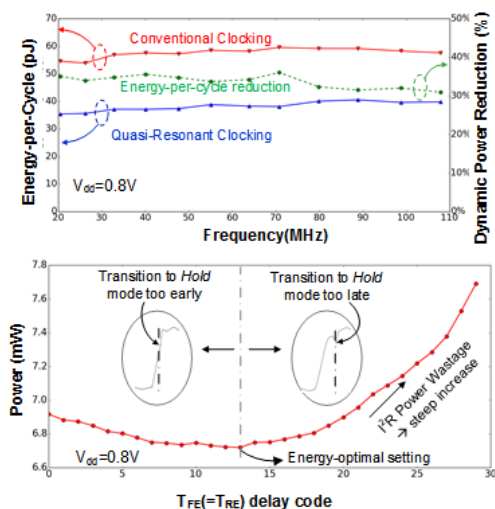 70
60
50
40
30
20
10
0
Energy-per-Cycle (pJ)
Conventional Clocking
Energy-per-cycle reduction
Quasi-Resonant Clocking
Vdd=0.8V
50%
40%
30%
20%
10%
0%
Dynamic Power Reduction (%)
20 30 40 50 60 70 80 90 100 110
Frequency(MHz)
7.8
7.4
7.2
7.0
6.8
6.6
Power (mW)
Transition to Hold
mode too early
Transition to Hold
mode too late
I²R Power Wastage
→ steep increase
Vdd=0.8V
Energy-optimal setting
0 5 10 15 20 25 30
TFE(=TRE) delay code